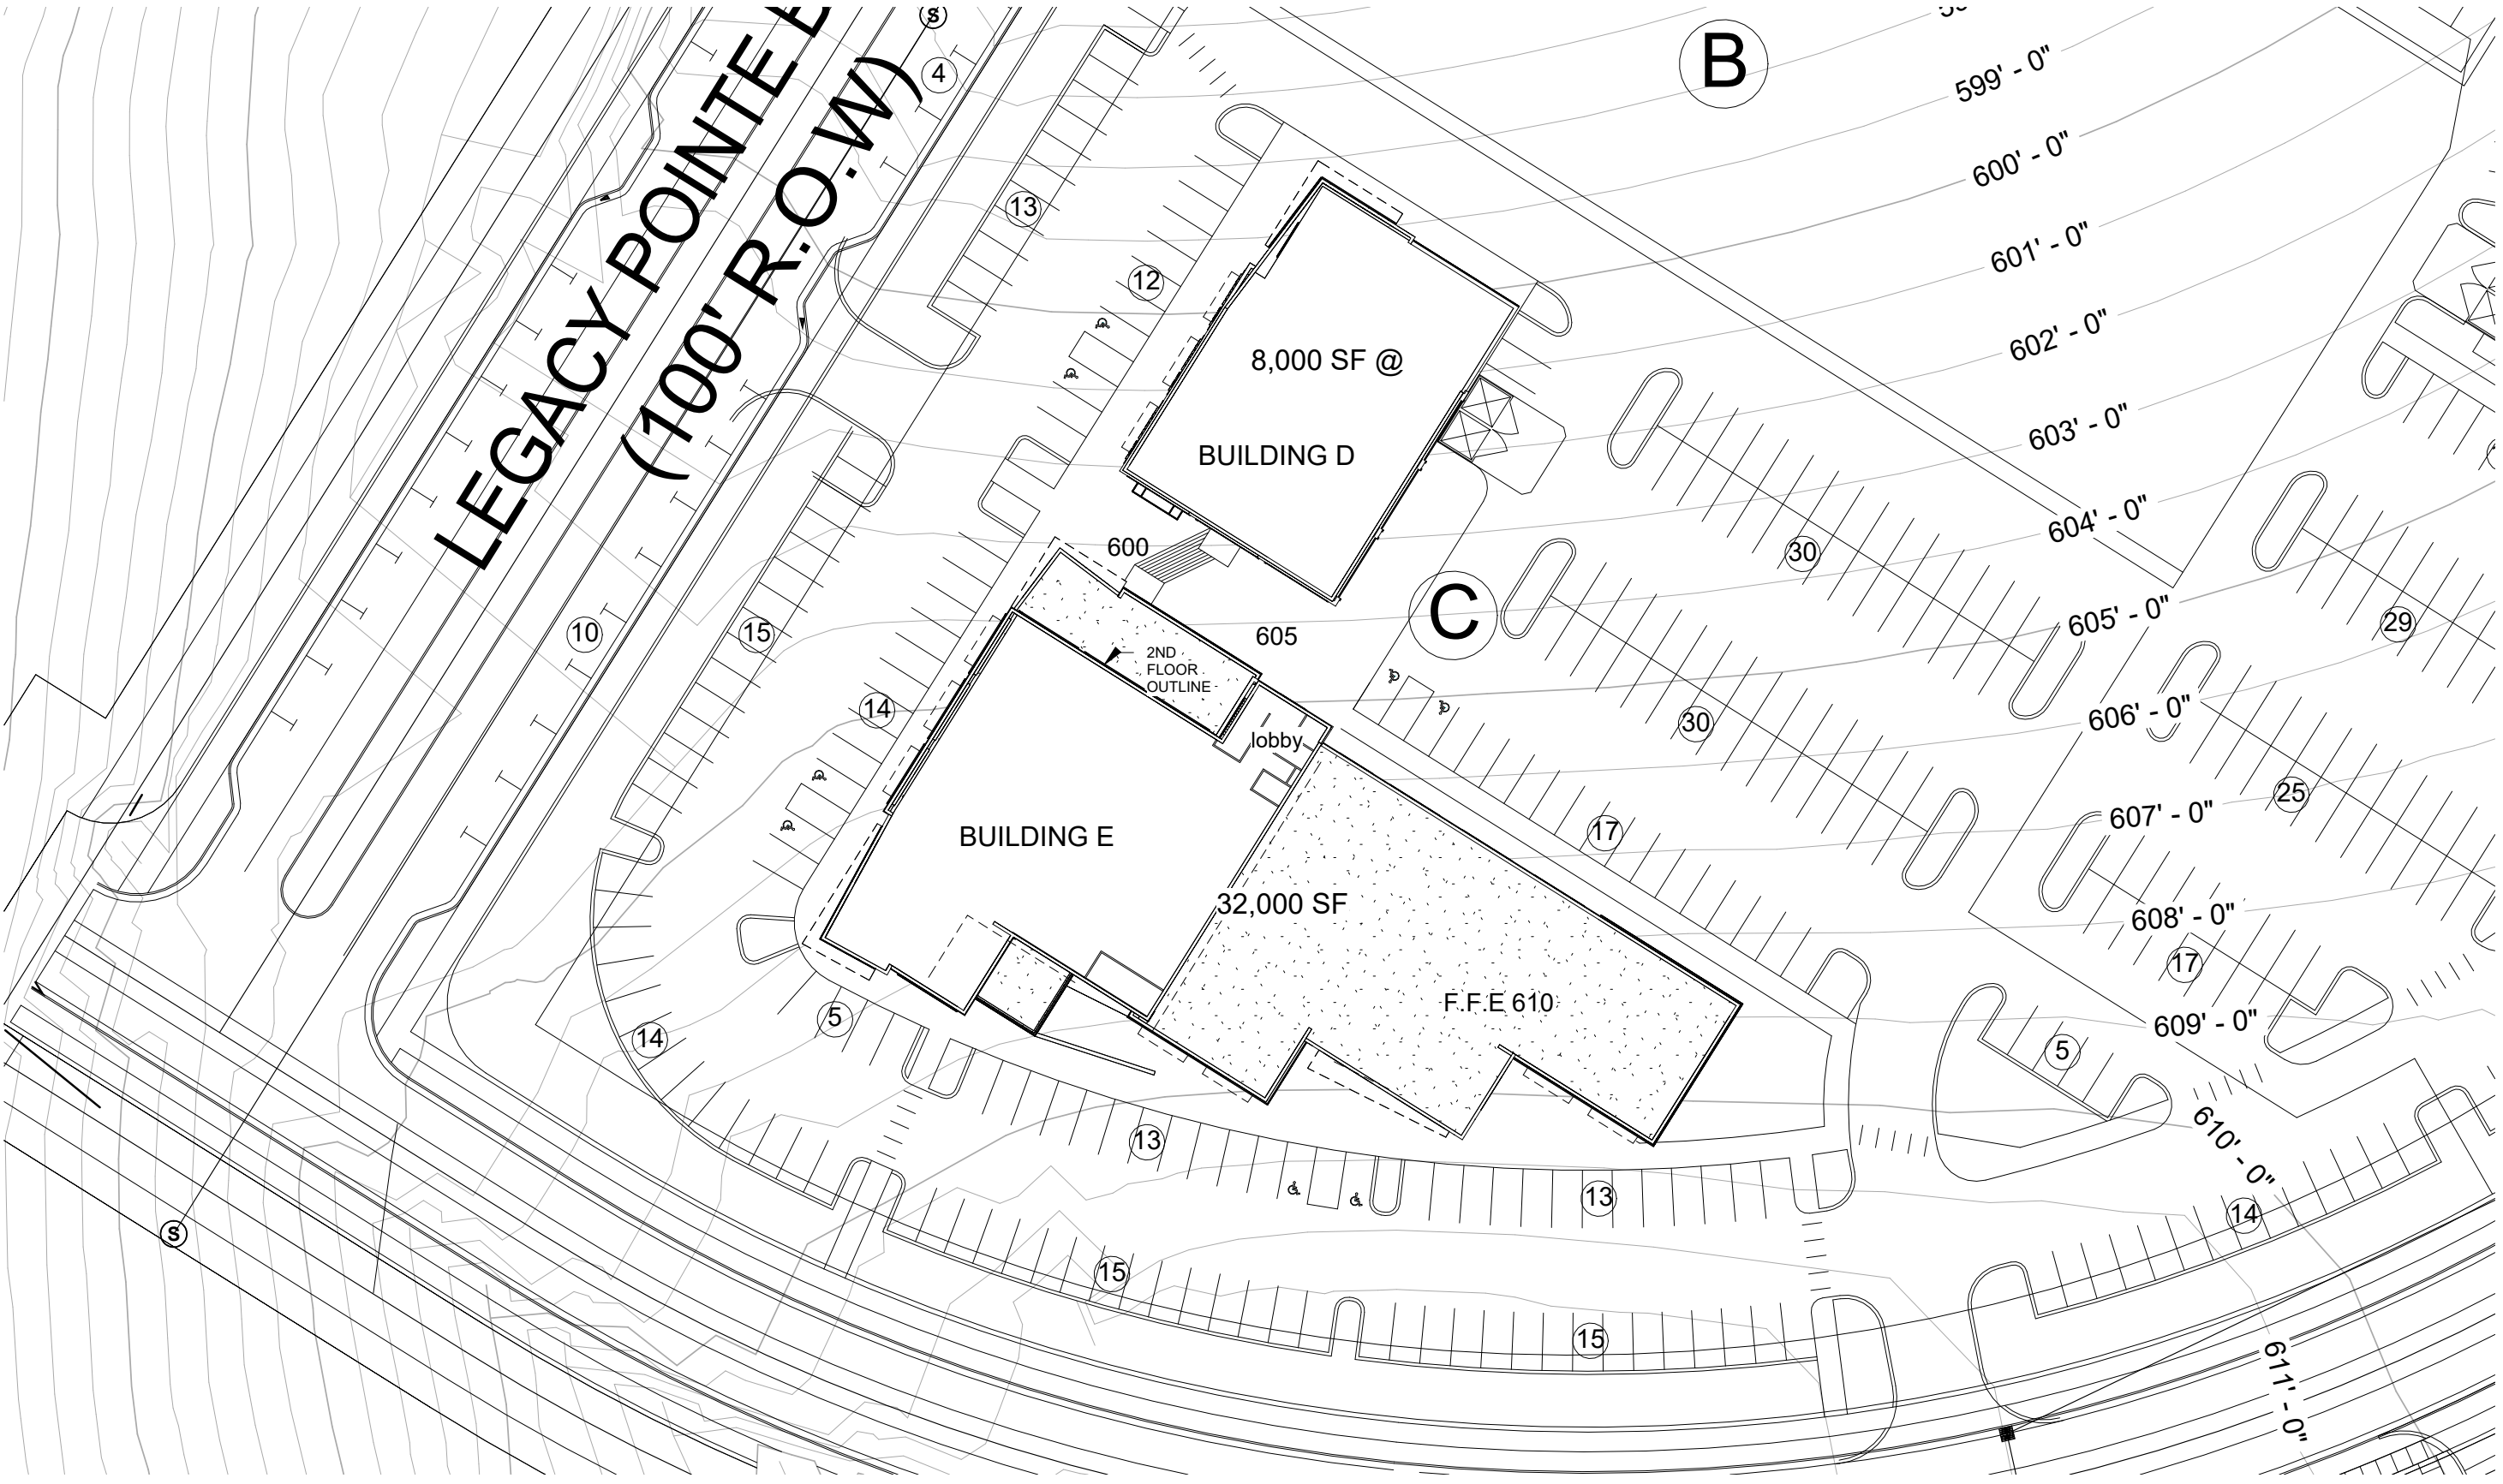 S
LEGACY POINTE B
(100' R.O.W)
4
B
599' - 0"
600' - 0"
601' - 0"
602' - 0"
603' - 0"
604' - 0"
605' - 0"
606' - 0"
607' - 0"
608' - 0"
609' - 0"
610' - 0"
611' - 0"
13
12
8,000 SF @
BUILDING D
600
605
C
30
30
29
25
17
17
5
14
10
15
14
2ND
FLOOR
OUTLINE
lobby
BUILDING E
32,000 SF
F.F.E 610
5
14
13
13
15
15
S